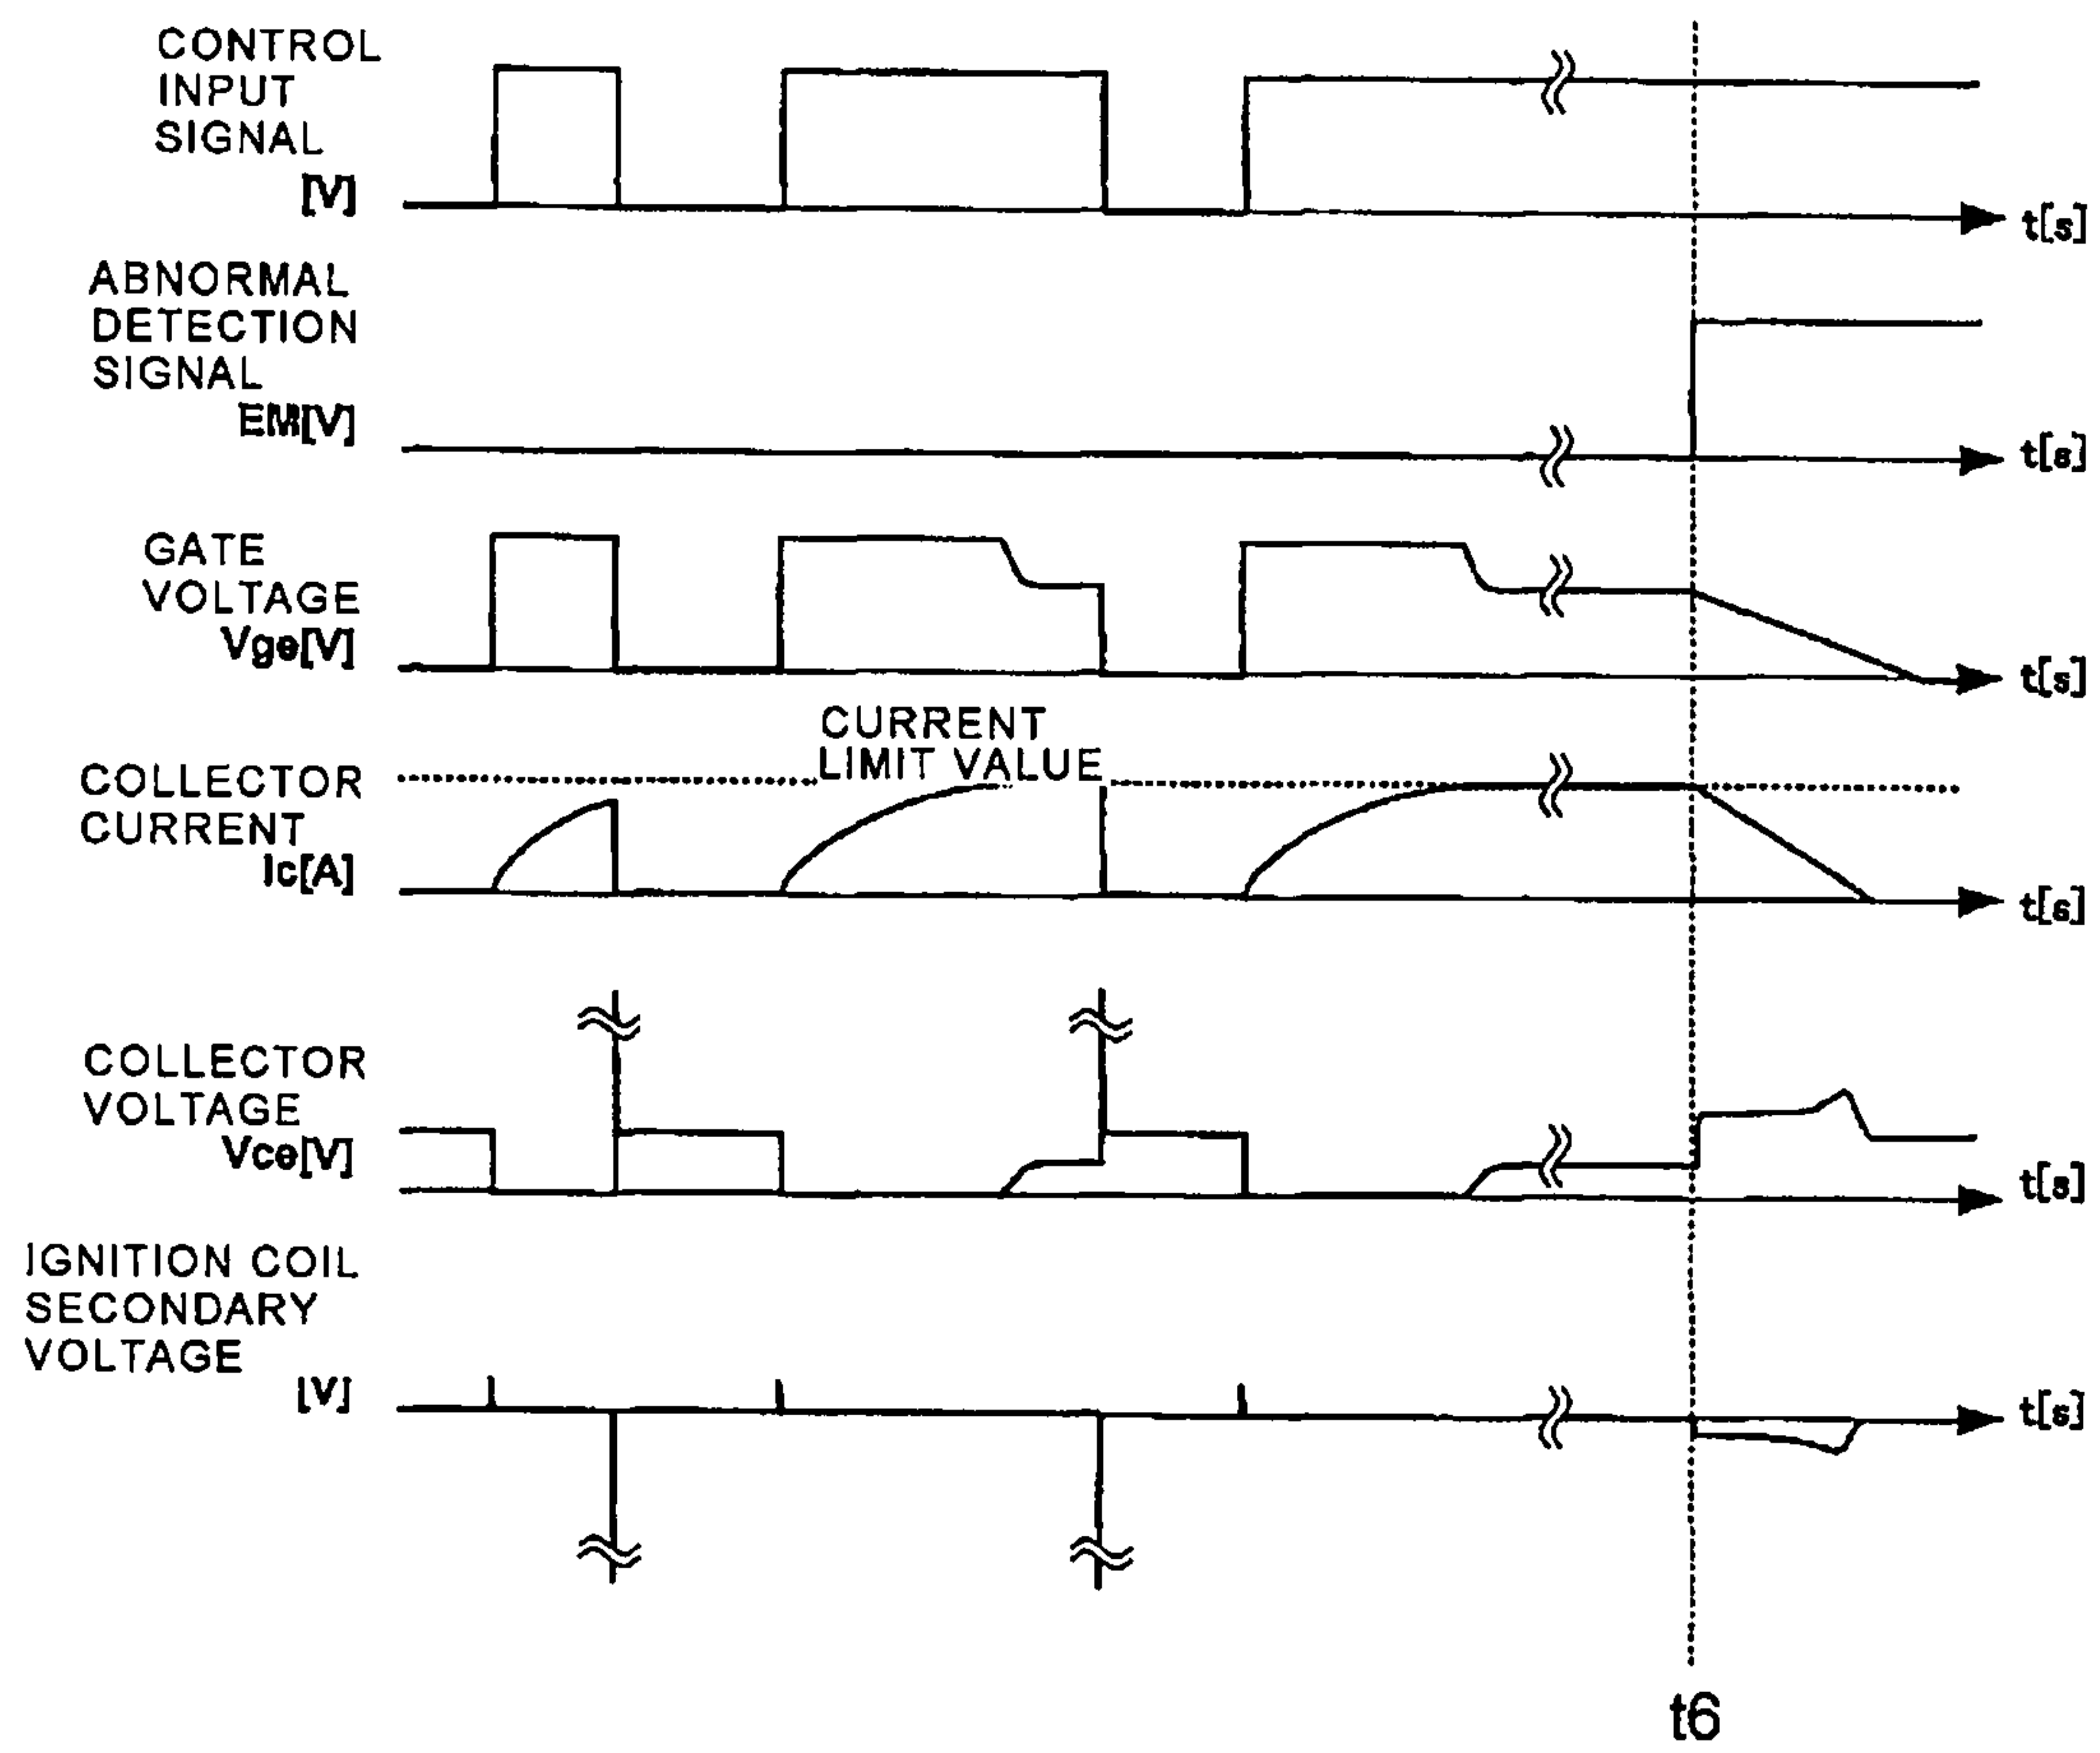 CONTROL
INPUT
SIGNAL
[V]
t[s]
ABNORMAL
DETECTION
SIGNAL
EM[V]
t[s]
GATE
VOLTAGE
Vge[V]
t[s]
CURRENT
LIMIT VALUE
COLLECTOR
CURRENT
Ic[A]
t[s]
COLLECTOR
VOLTAGE
Vce[V]
t[s]
IGNITION COIL
SECONDARY
VOLTAGE
[V]
t[s]
t6